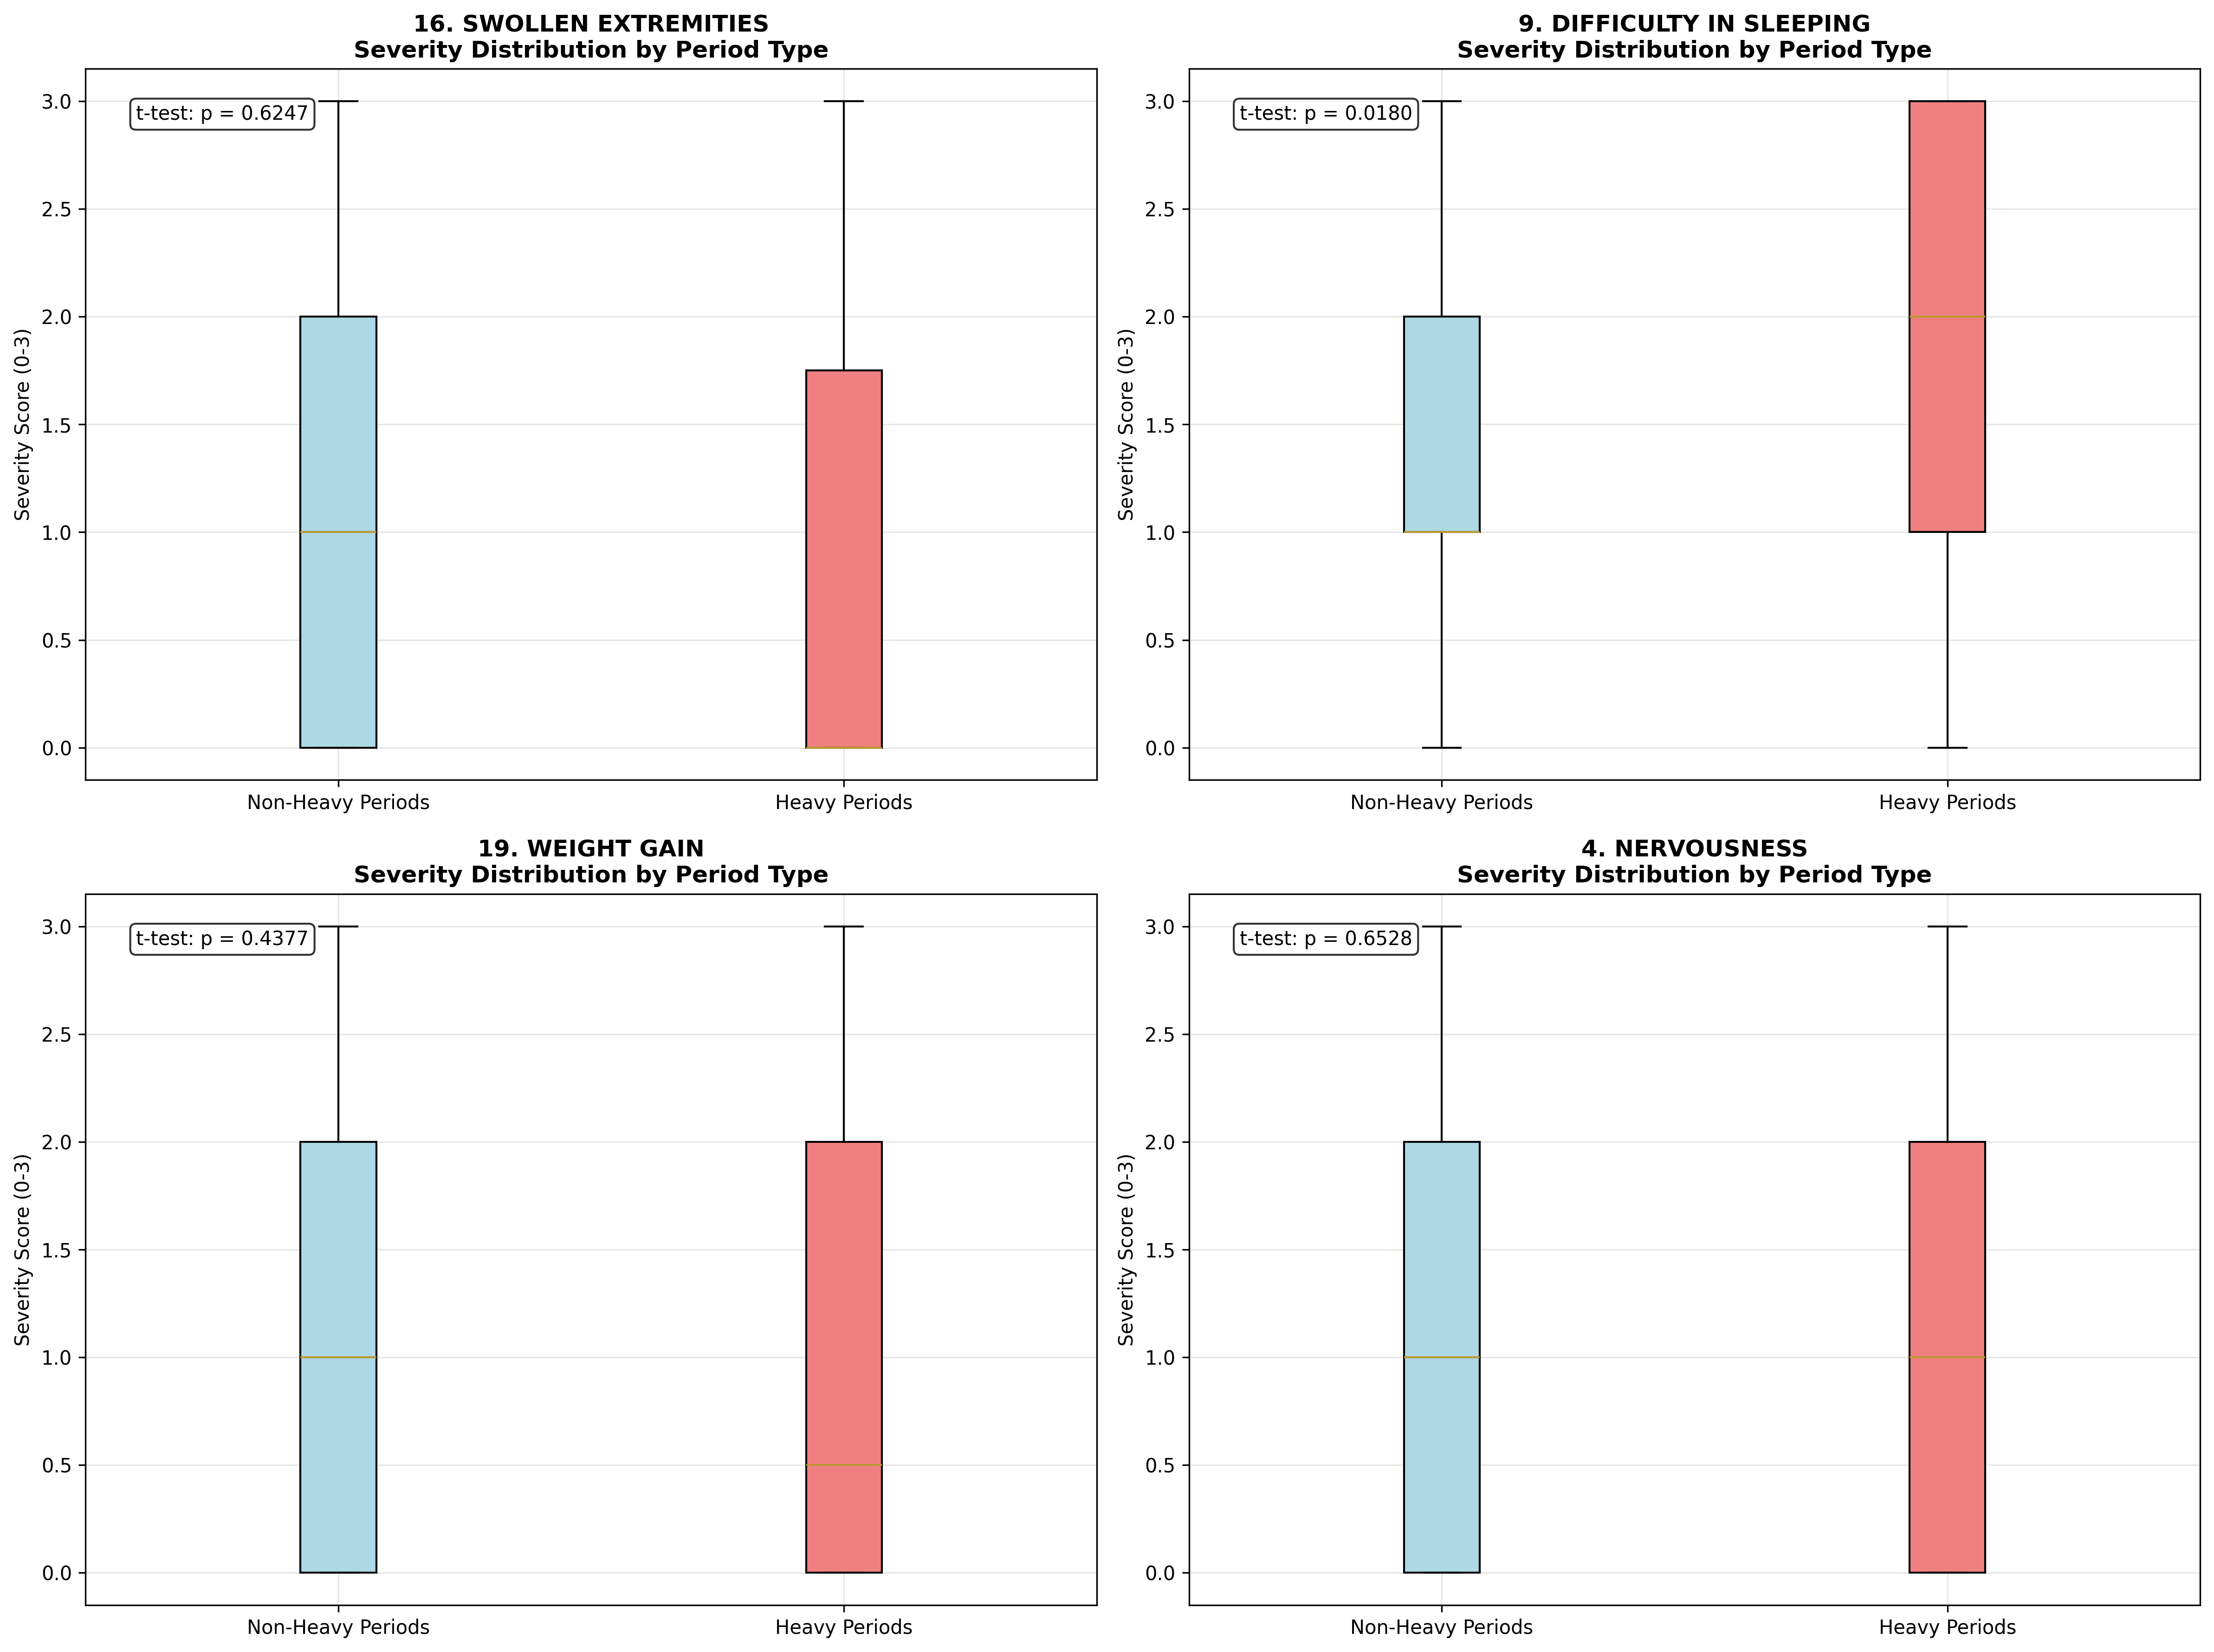 16. SWOLLEN EXTREMITIES
Severity Distribution by Period Type
t-test: p = 0.6247
3.0
2.5
2.0
1.5
1.0
0.5
0.0
Severity Score (0-3)
Non-Heavy Periods
Heavy Periods
9. DIFFICULTY IN SLEEPING
Severity Distribution by Period Type
t-test: p = 0.0180
3.0
2.5
2.0
1.5
1.0
0.5
0.0
Severity Score (0-3)
Non-Heavy Periods
Heavy Periods
19. WEIGHT GAIN
Severity Distribution by Period Type
t-test: p = 0.4377
3.0
2.5
2.0
1.5
1.0
0.5
0.0
Severity Score (0-3)
Non-Heavy Periods
Heavy Periods
4. NERVOUSNESS
Severity Distribution by Period Type
t-test: p = 0.6528
3.0
2.5
2.0
1.5
1.0
0.5
0.0
Severity Score (0-3)
Non-Heavy Periods
Heavy Periods